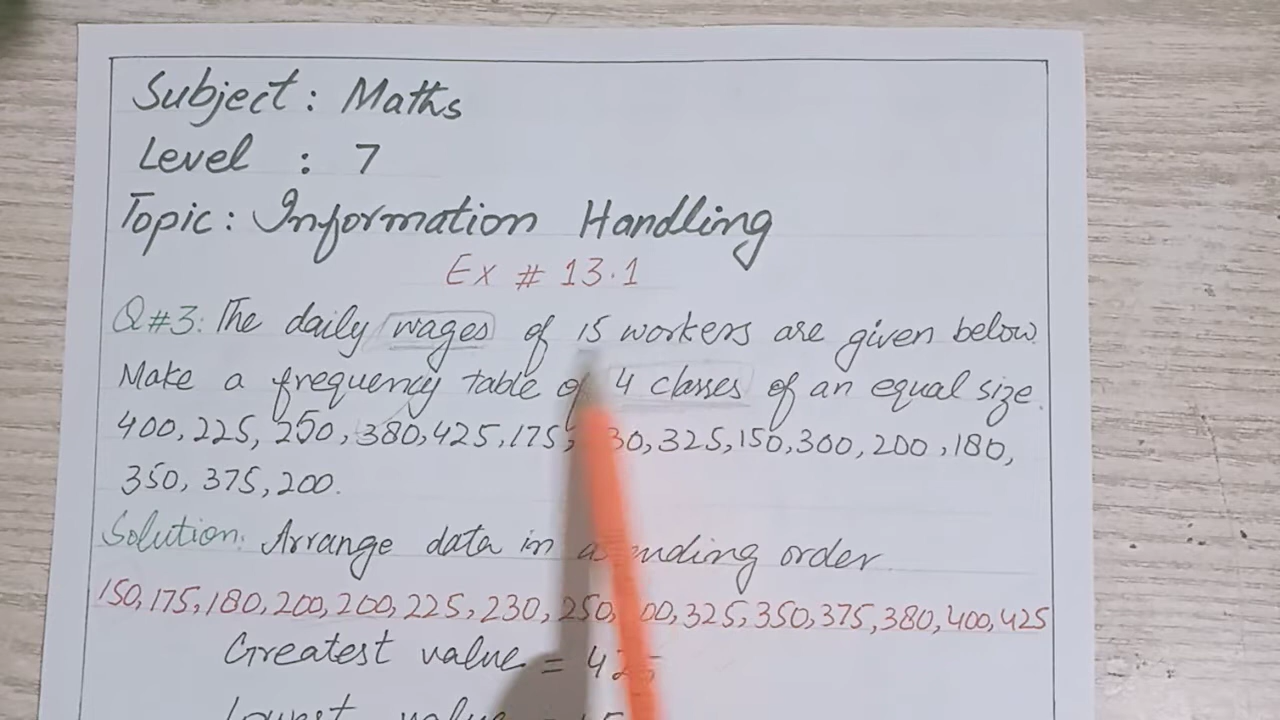 Subject: Maths
Level : 7
Topic: Information Handling
Ex # 13.1
Q#3: The daily wages of 15 workers are given below.
Make a frequency table of 4 classes of an equal size.
400, 225, 250, 380, 425, 175, 30, 325, 150, 300, 200, 180,
350, 375, 200.
Solution: Arrange data in order
150, 175, 180, 200, 200, 225, 230, 250, 00, 325, 350, 375, 380, 400, 425
Greatest value = 425
value =